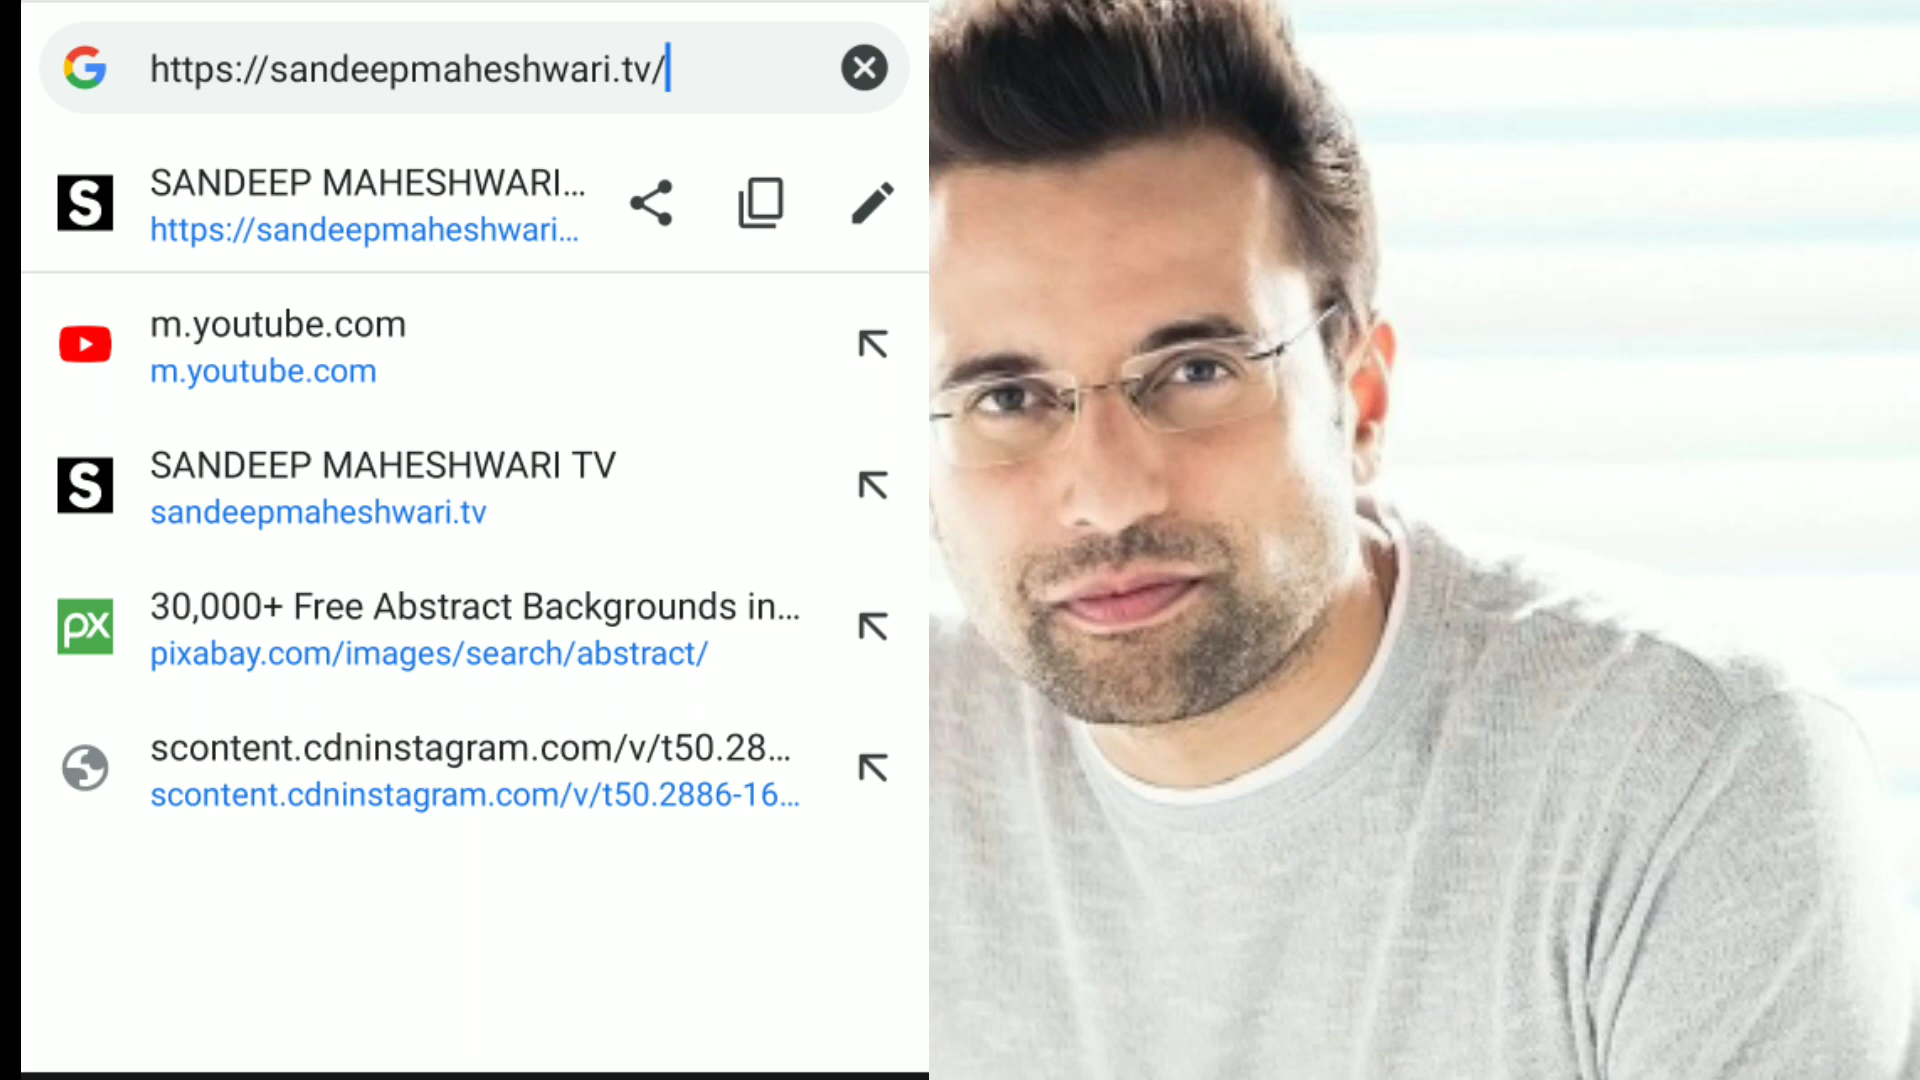 https://sandeepmaheshwari.tv/
SANDEEP MAHESHWARI...
https://sandeepmaheshwari...
m.youtube.com
m.youtube.com
SANDEEP MAHESHWARI TV
sandeepmaheshwari.tv
30,000+ Free Abstract Backgrounds in...
pixabay.com/images/search/abstract/
scontent.cdninstagram.com/v/t50.28...
scontent.cdninstagram.com/v/t50.2886-16...